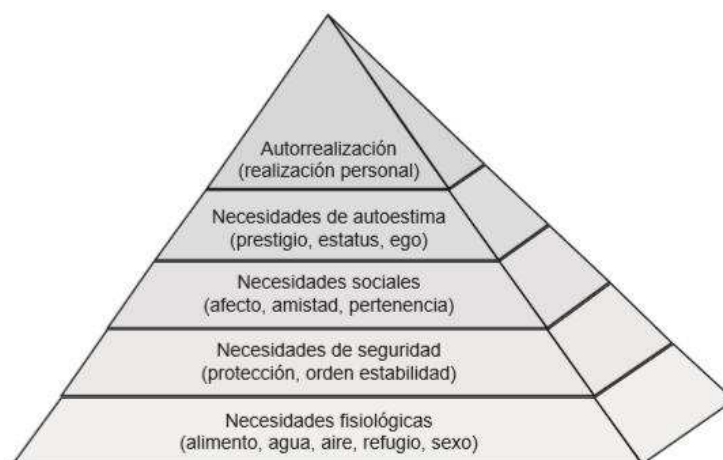 Autorrealización
(realización personal)
Necesidades de autoestima
(prestigio, estatus, ego)
Necesidades sociales
(afecto, amistad, pertenencia)
Necesidades de seguridad
(protección, orden estabilidad)
Necesidades fisiológicas
(alimento, agua, aire, refugio, sexo)